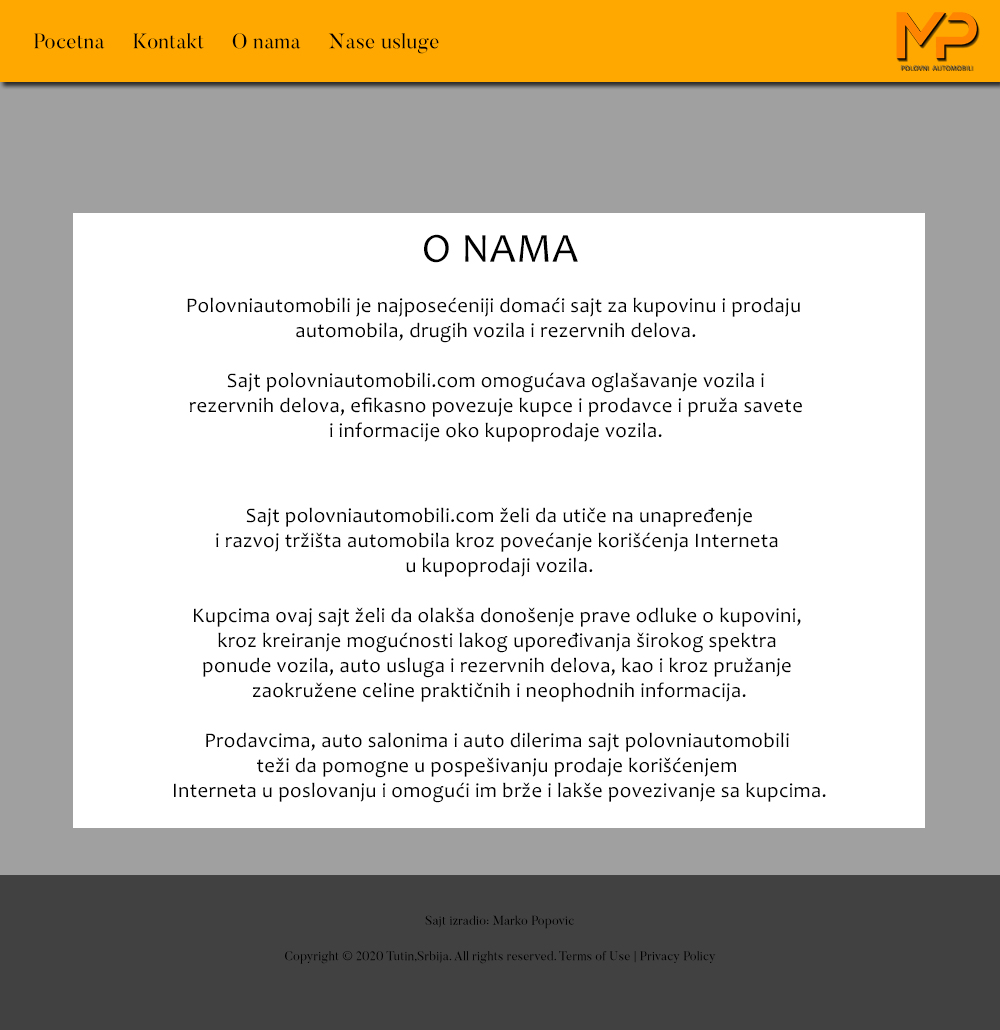 Pocetna Kontakt O nama Nase usluge
MP
POLOVNI AUTOMOBILI
O NAMA
Polovniautomobili je najposećeniji domaći sajt za kupovinu i prodaju
automobila, drugih vozila i rezervnih delova.
Sajt polovniautomobili.com omogućava oglašavanje vozila i
rezervnih delova, efikasno povezuje kupce i prodavce i pruža savete
i informacije oko kupoprodaje vozila.
Sajt polovniautomobili.com želi da utiče na unapređenje
i razvoj tržišta automobila kroz povećanje korišćenja Interneta
u kupoprodaji vozila.
Kupcima ovaj sajt želi da olakša donošenje prave odluke o kupovini,
kroz kreiranje mogućnosti lakog upoređivanja širokog spektra
ponude vozila, auto usluga i rezervnih delova, kao i kroz pružanje
zaokružene celine praktičnih i neophodnih informacija.
Prodavcima, auto salonima i auto dilerima sajt polovniautomobili
teži da pomogne u pospešivanju prodaje korišćenjem
Interneta u poslovanju i omogući im brže i lakše povezivanje sa kupcima.
Sajt izradio: Marko Popovic
Copyright © 2020 Tutin,Srbija. All rights reserved. Terms of Use | Privacy Policy